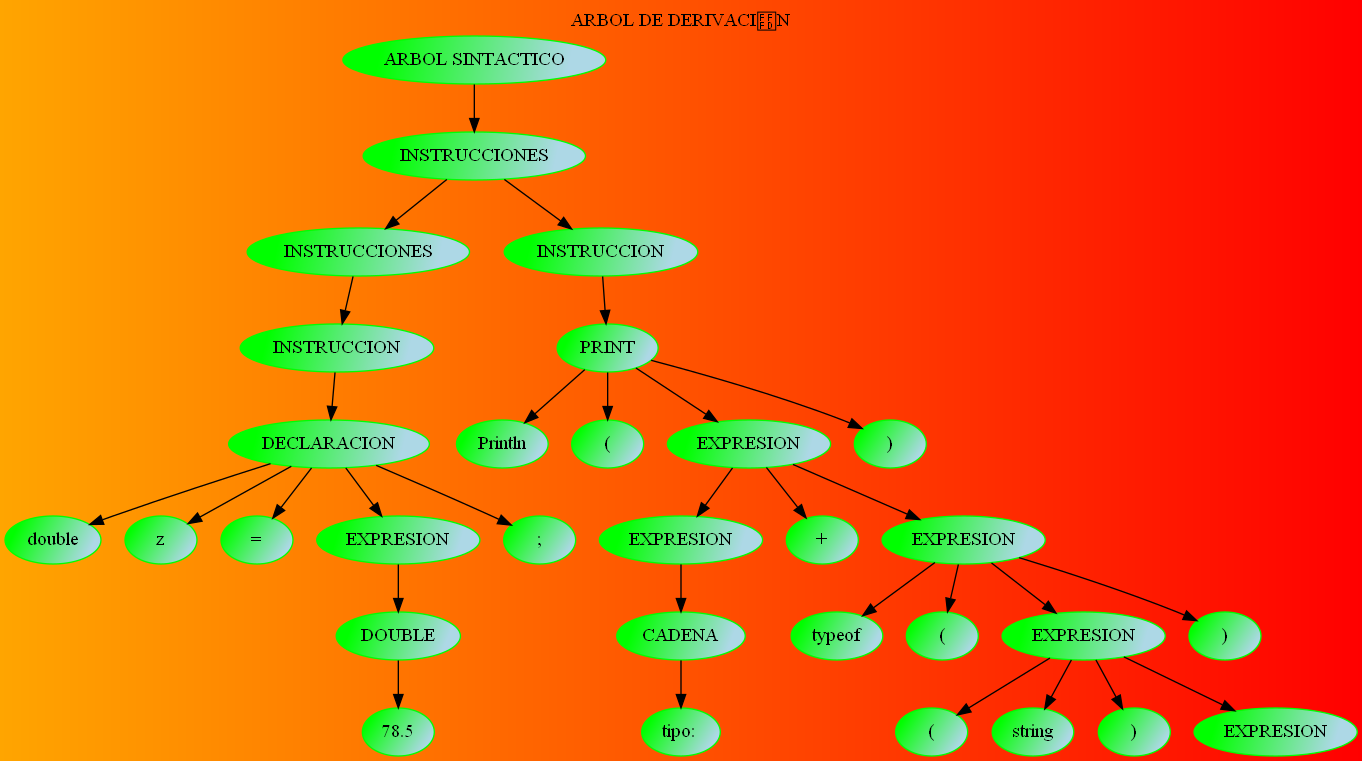 ARBOL DE DERIVACI�N
ARBOL SINTACTICO
INSTRUCCIONES
INSTRUCCIONES INSTRUCCION
INSTRUCCION PRINT
DECLARACION Println ( EXPRESION )
double z = EXPRESION ; EXPRESION + EXPRESION
DOUBLE CADENA typeof ( EXPRESION )
78.5 tipo: ( string ) EXPRESION